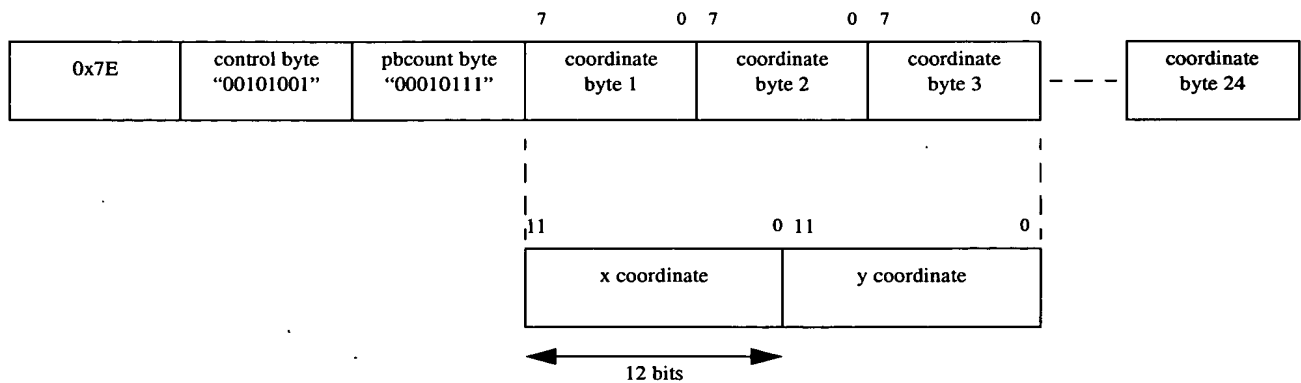 7 0 7 0 7 0
0x7E
control byte
"00101001"
pbcount byte
"00010111"
coordinate
byte 1
coordinate
byte 2
coordinate
byte 3
coordinate
byte 24
11 0 11 0
x coordinate
y coordinate
12 bits